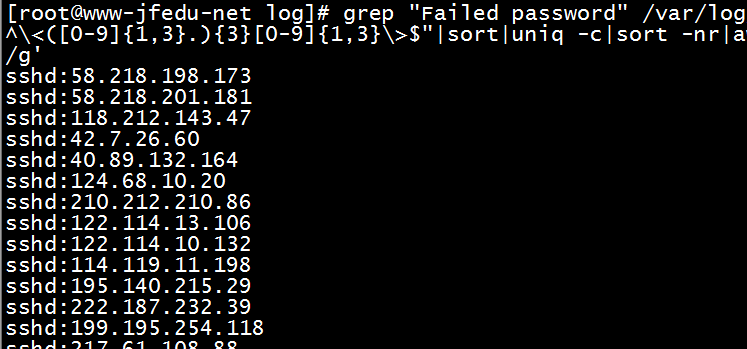 [root@www-jfedu-net log]# grep "Failed password" /var/log
^\<([0-9]{1,3}.){3}[0-9]{1,3}\>$"|sort|uniq -c|sort -nr|a
/g'
sshd:58.218.198.173
sshd:58.218.201.181
sshd:118.212.143.47
sshd:42.7.26.60
sshd:40.89.132.164
sshd:124.68.10.20
sshd:210.212.210.86
sshd:122.114.13.106
sshd:122.114.10.132
sshd:114.119.11.198
sshd:195.140.215.29
sshd:222.187.232.39
sshd:199.195.254.118
sshd:217.61.108.88